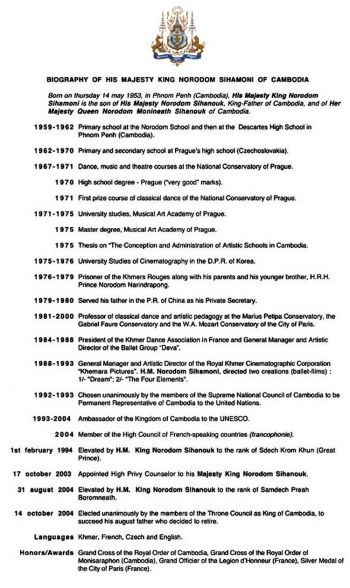 BIOGRAPHY OF HIS MAJESTY KING NORODOM SIHAMONI OF CAMBODIA
Born on thursday 14 may 1953, in Phnom Penh (Cambodia), His Majesty King Norodom
Sihamoni is the son of His Majesty Norodom Sihanouk, King-Father of Cambodia, and of Her
Majesty Queen Norodom Monineath Sihanouk of Cambodia.
1959-1962 Primary school at the Norodom School and then at the Descartes High School in
Phnom Penh (Cambodia).
1962-1970 Primary and secondary school at Prague's high school (Czechoslovakia).
1967-1971 Dance, music and theatre courses at the National Conservatory of Prague.
1970 High school degree - Prague ("very good" marks).
1971 First prize course of classical dance of the National Conservatory of Prague.
1971-1975 University studies, Musical Art Academy of Prague.
1975 Master degree, Musical Art Academy of Prague.
1975 Thesis on "The Conception and Administration of Artistic Schools in Cambodia.
1975-1976 University Studies of Cinematography in the D.P.R. of Korea.
1976-1979 Prisoner of the Khmers Rouges along with his parents and his younger brother, H.R.H.
Prince Norodom Narindrapong.
1979-1980 Served his father in the P.R. of China as his Private Secretary.
1981-2000 Professor of classical dance and artistic pedagogy at the Marius Petipa Conservatory, the
Gabriel Faure Conservatory and the W.A. Mozart Conservatory of the City of Paris.
1984-1988 President of the Khmer Dance Association in France and General Manager and Artistic
Director of the Ballet Group "Deva".
1988-1993 General Manager and Artistic Director of the Royal Khmer Cinematographic Corporation
"Khemara Pictures". H.M. Norodom Sihamoni, directed two creations (ballet-films) :
1/- "Dream"; 2/- "The Four Elements".
1992-1993 Chosen unanimously by the members of the Supreme National Council of Cambodia to be
Permanent Representative of Cambodia to the United Nations.
1993-2004 Ambassador of the Kingdom of Cambodia to the UNESCO.
2004 Member of the High Council of French-speaking countries (francophonie).
1st february 1994 Elevated by H.M. King Norodom Sihanouk to the rank of Sdech Krom Khun (Great
Prince).
17 october 2003 Appointed High Privy Counselor to his Majesty King Norodom Sihanouk.
31 august 2004 Elevated by H.M. King Norodom Sihanouk to the rank of Samdech Preah
Boromneath.
14 october 2004 Elected unanimously by the members of the Throne Council as King of Cambodia, to
succeed his august father who decided to retire.
Languages Khmer, French, Czech and English.
Honors/Awards Grand Cross of the Royal Order of Cambodia, Grand Cross of the Royal Order of
Monisaraphon (Cambodia), Grand Officier of the Légion d'Honneur (France), Silver Medal of
the City of Paris (France).